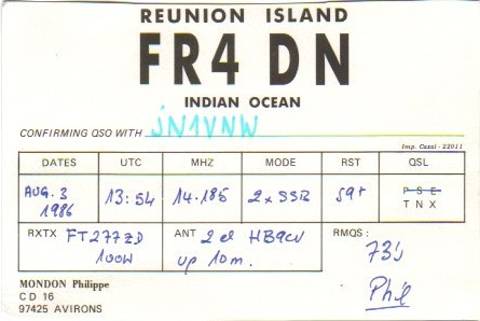 REUNION ISLAND
FR4 DN
INDIAN OCEAN
CONFIRMING QSO WITH JN1VNW
Imp. Cazal - 22011
DATES UTC MHZ MODE RST QSL
AUG. 3 1986 13:54 14.185 2xSSB 59+ PSE TNX
RXTX FT277ZD 100W
ANT 2 el HB9CV up 10m.
RMQS: 73's Phil
MONDON Philippe
CD 16
97425 AVIRONS